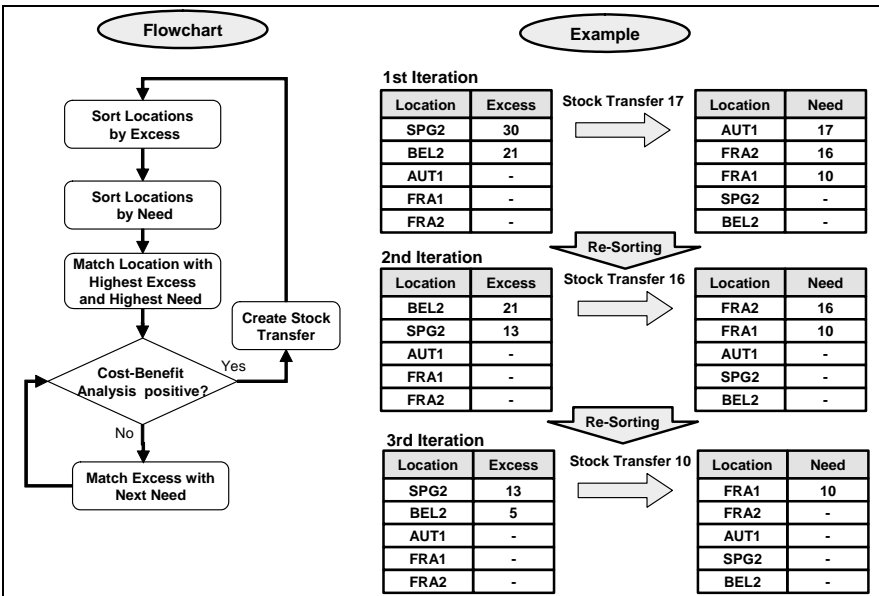 Flowchart
Sort Locations
by Excess
Sort Locations
by Need
Match Location with
Highest Excess
and Highest Need
Create Stock
Transfer
Cost-Benefit
Analysis positive?
Yes
No
Match Excess with
Next Need
Example
1st Iteration
Location Excess
SPG2 30
BEL2 21
AUT1 -
FRA1 -
FRA2 -
Stock Transfer 17
Location Need
AUT1 17
FRA2 16
FRA1 10
SPG2 -
BEL2 -
Re-Sorting
2nd Iteration
Location Excess
BEL2 21
SPG2 13
AUT1 -
FRA1 -
FRA2 -
Stock Transfer 16
Location Need
FRA2 16
FRA1 10
AUT1 -
SPG2 -
BEL2 -
Re-Sorting
3rd Iteration
Location Excess
SPG2 13
BEL2 5
AUT1 -
FRA1 -
FRA2 -
Stock Transfer 10
Location Need
FRA1 10
FRA2 -
AUT1 -
SPG2 -
BEL2 -